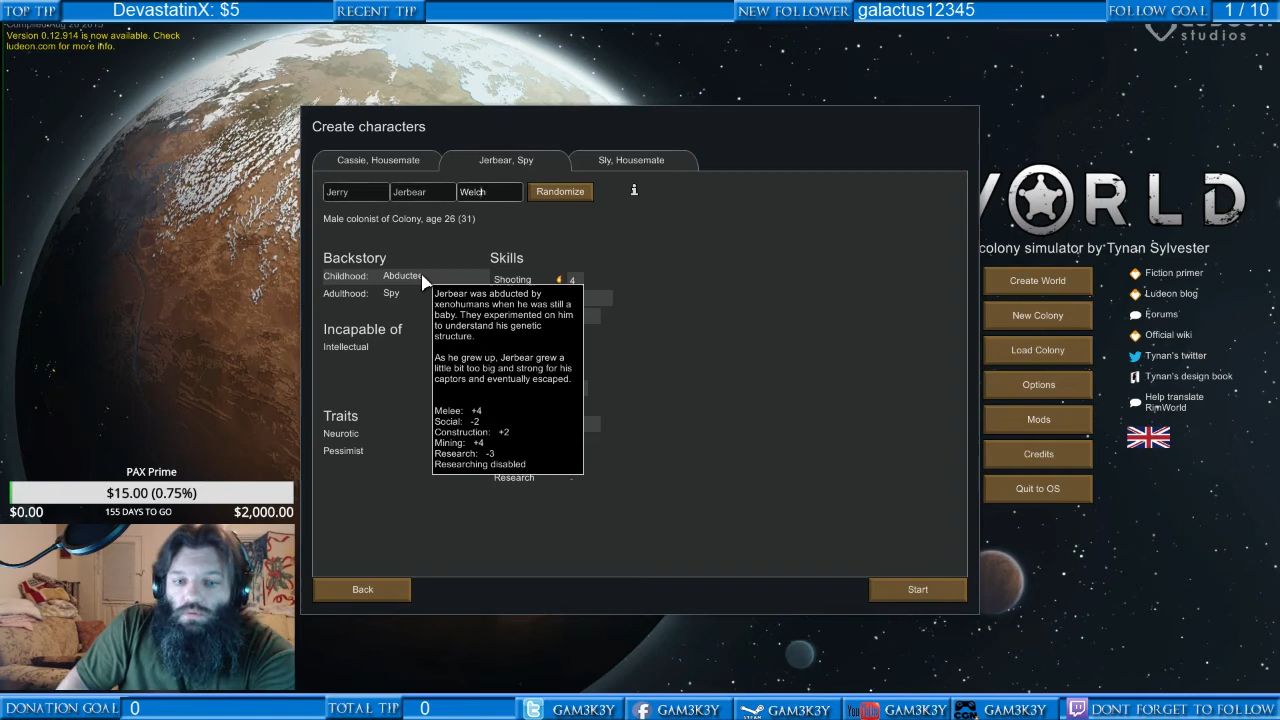 TOP TIP
DevastatinX: $5
RECENT TIP
NEW FOLLOWER
galactus12345
FOLLOW GOAL
1 / 10
Version 0.12.914 is now available. Check
ludeon.com for more info.
studios
Create characters
Cassie, Housemate
Jerbear, Spy
Sly, Housemate
Jerry
Jerbear
Welch
Randomize
i
Male colonist of Colony, age 26 (31)
Backstory
Skills
Childhood:
Abductee
Shooting
4
Adulthood:
Spy
Incapable of
Intellectual
Traits
Neurotic
Pessimist
Jerbear was abducted by
xenohumans when he was still a
baby. They experimented on him
to understand his genetic
structure.
As he grew up, Jerbear grew a
little bit too big and strong for his
captors and eventually escaped.
Melee: +4
Social: -2
Construction: +2
Mining: +4
Research: -3
Researching disabled
Research
-
Back
Start
WORLD
colony simulator by Tynan Sylvester
Create World
New Colony
Load Colony
Options
Mods
Credits
Quit to OS
Fiction primer
Ludeon blog
Forums
Official wiki
Tynan's twitter
Tynan's design book
Help translate
RimWorld
PAX Prime
$15.00 (0.75%)
$0.00
155 DAYS TO GO
$2,000.00
DONATION GOAL
0
TOTAL TIP
0
GAM3K3Y
GAM3K3Y
STEAM
GAM3K3Y
YouTube
GAM3K3Y
GAM3K3Y
DONT FORGET TO FOLLOW